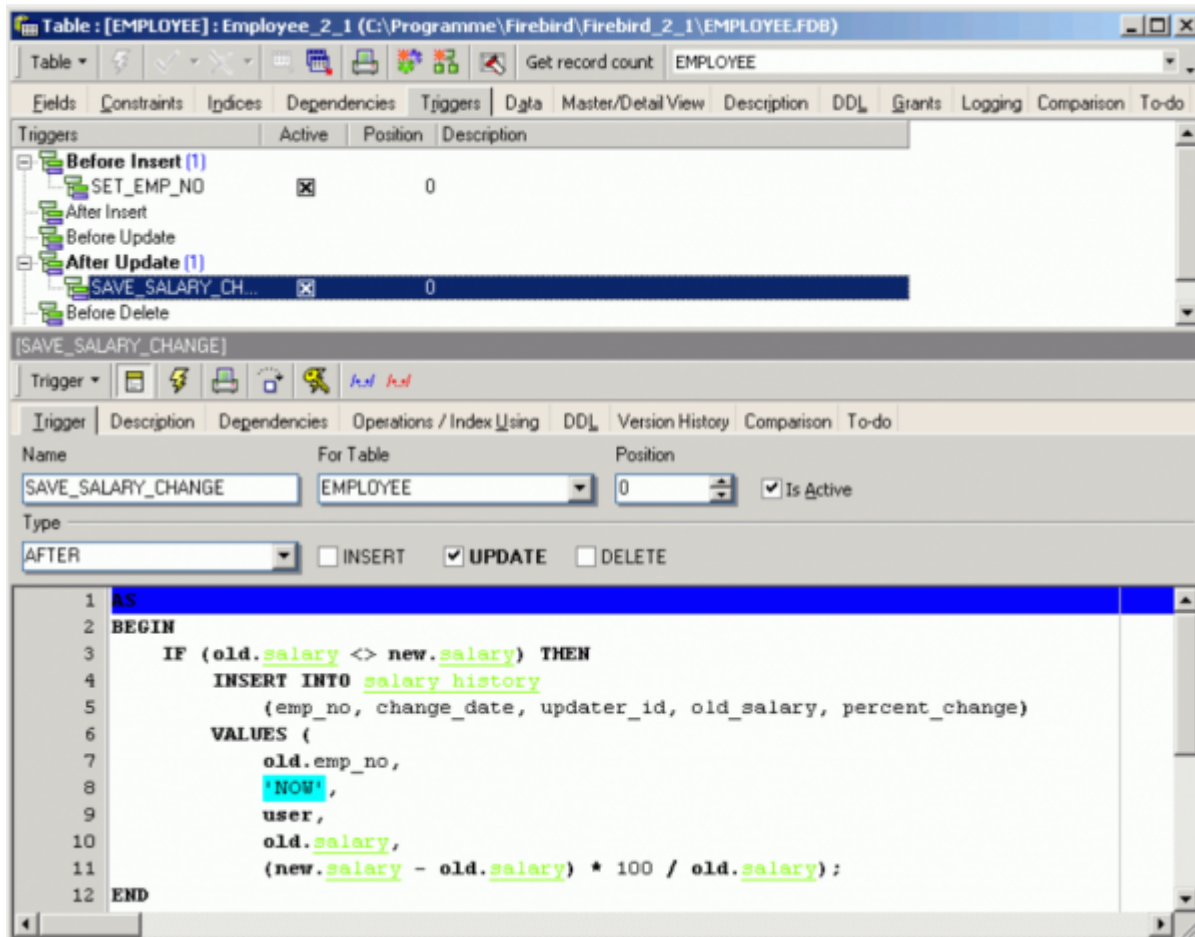 Table : [EMPLOYEE] : Employee_2_1 (C:\Programme\Firebird\Firebird_2_1\EMPLOYEE.FDB)
Table Get record count EMPLOYEE
Fields Constraints Indices Dependencies Triggers Data Master/Detail View Description DDL Grants Logging Comparison To-do
Triggers Active Position Description
Before Insert (1)
SET_EMP_NO 0
After Insert
Before Update
After Update (1)
SAVE_SALARY_CH... 0
Before Delete
[SAVE_SALARY_CHANGE]
Trigger
Trigger Description Dependencies Operations / Index Using DDL Version History Comparison To-do
Name For Table Position
SAVE_SALARY_CHANGE EMPLOYEE 0 Is Active
Type
AFTER INSERT UPDATE DELETE
1 AS
2 BEGIN
3 IF (old.salary <> new.salary) THEN
4 INSERT INTO salary_history
5 (emp_no, change_date, updater_id, old_salary, percent_change)
6 VALUES (
7 old.emp_no,
8 'NOW',
9 user,
10 old.salary,
11 (new.salary - old.salary) * 100 / old.salary);
12 END